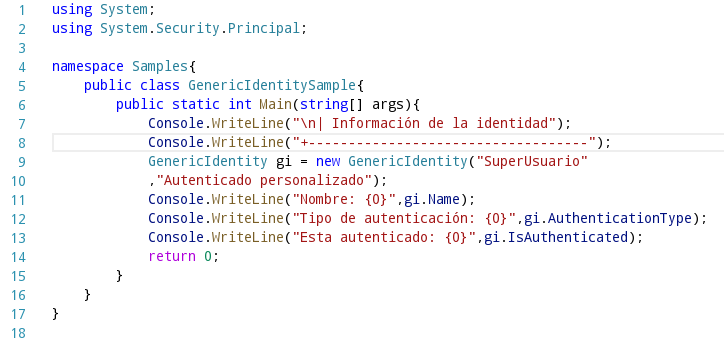 1 using System;
2 using System.Security.Principal;
3
4 namespace Samples{
5     public class GenericIdentitySample{
6         public static int Main(string[] args){
7             Console.WriteLine("\n| Información de la identidad");
8             Console.WriteLine("+-----------------------------------");
9             GenericIdentity gi = new GenericIdentity("SuperUsuario"
10             ,"Autenticado personalizado");
11             Console.WriteLine("Nombre: {0}",gi.Name);
12             Console.WriteLine("Tipo de autenticación: {0}",gi.AuthenticationType);
13             Console.WriteLine("Esta autenticado: {0}",gi.IsAuthenticated);
14             return 0;
15         }
16     }
17 }
18